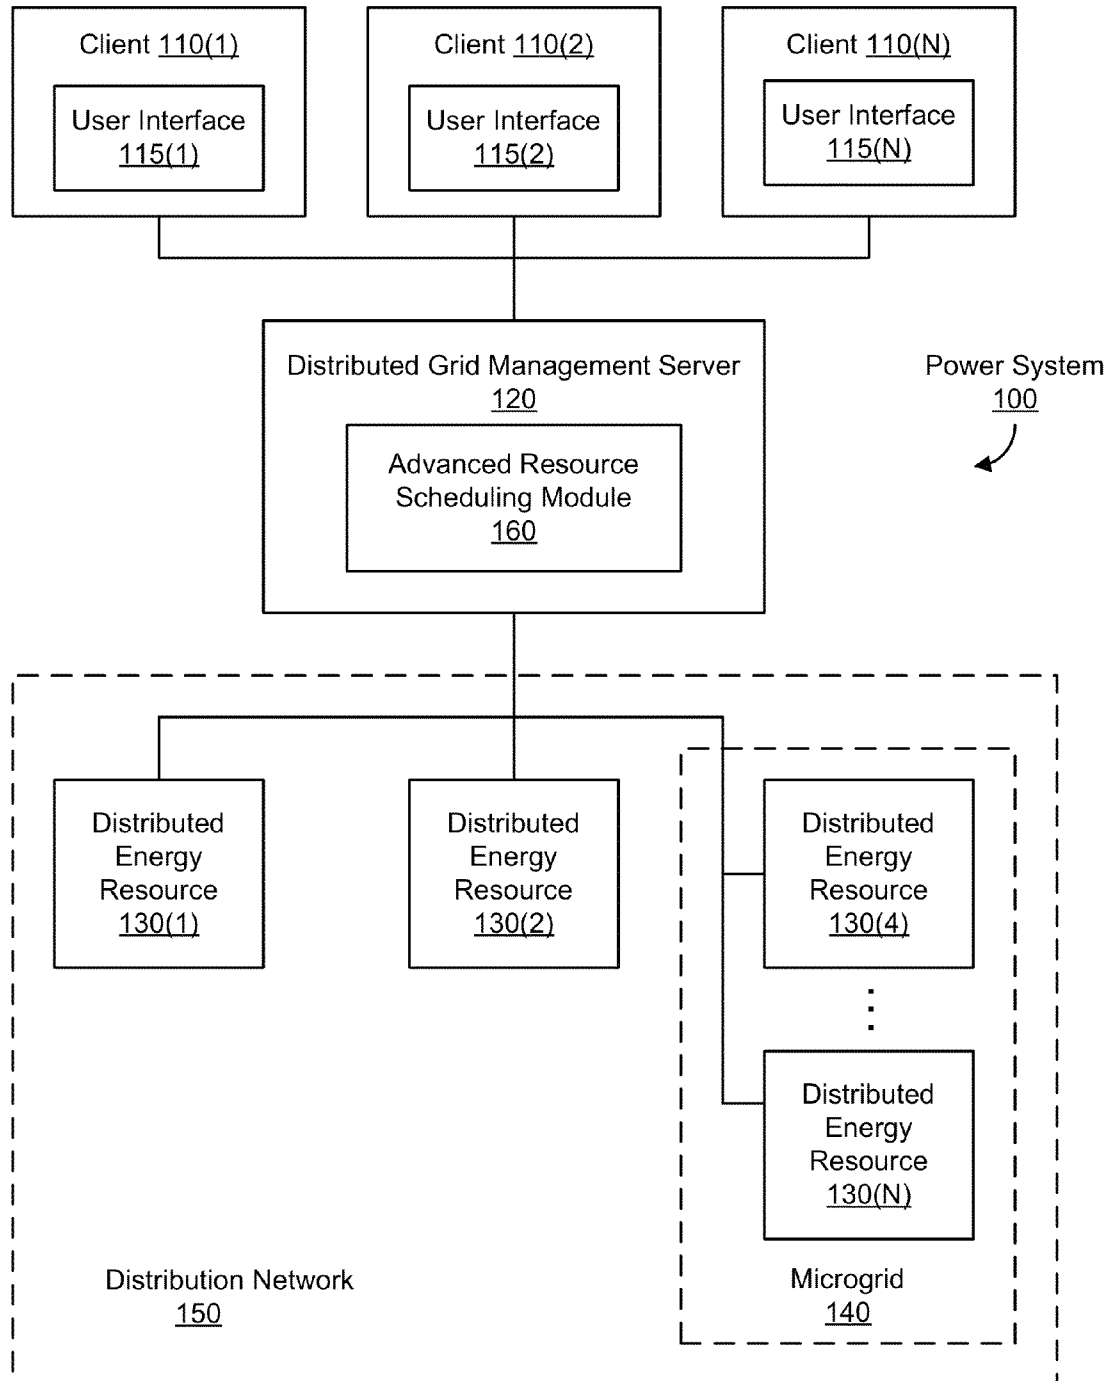 Client 110(1)
User Interface
115(1)
Client 110(2)
User Interface
115(2)
Client 110(N)
User Interface
115(N)
Distributed Grid Management Server
120
Advanced Resource
Scheduling Module
160
Power System
100
Distributed
Energy
Resource
130(1)
Distributed
Energy
Resource
130(2)
Distributed
Energy
Resource
130(4)
Distributed
Energy
Resource
130(N)
Distribution Network
150
Microgrid
140